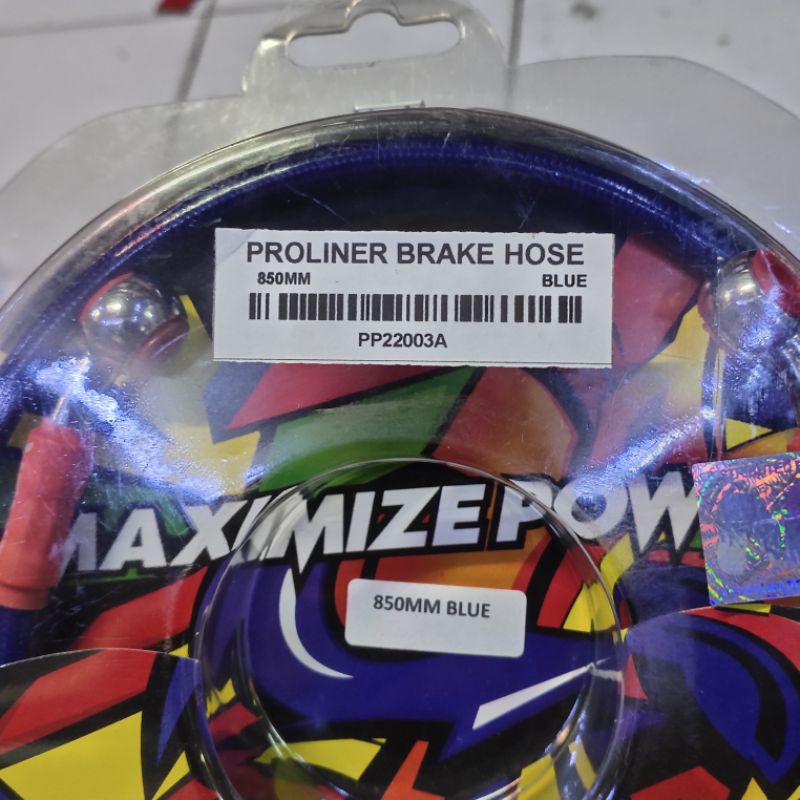 PROLINER BRAKE HOSE
850MM BLUE
PP22003A
MAXIMIZE POW
850MM BLUE